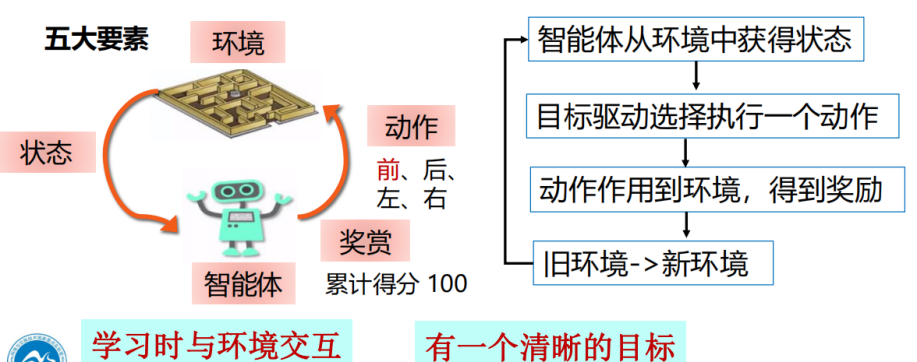 五大要素
环境
状态
动作
前、后、
左、右
奖赏
智能体
累计得分 100
智能体从环境中获得状态
目标驱动选择执行一个动作
动作作用到环境，得到奖励
旧环境->新环境
学习时与环境交互
有一个清晰的目标